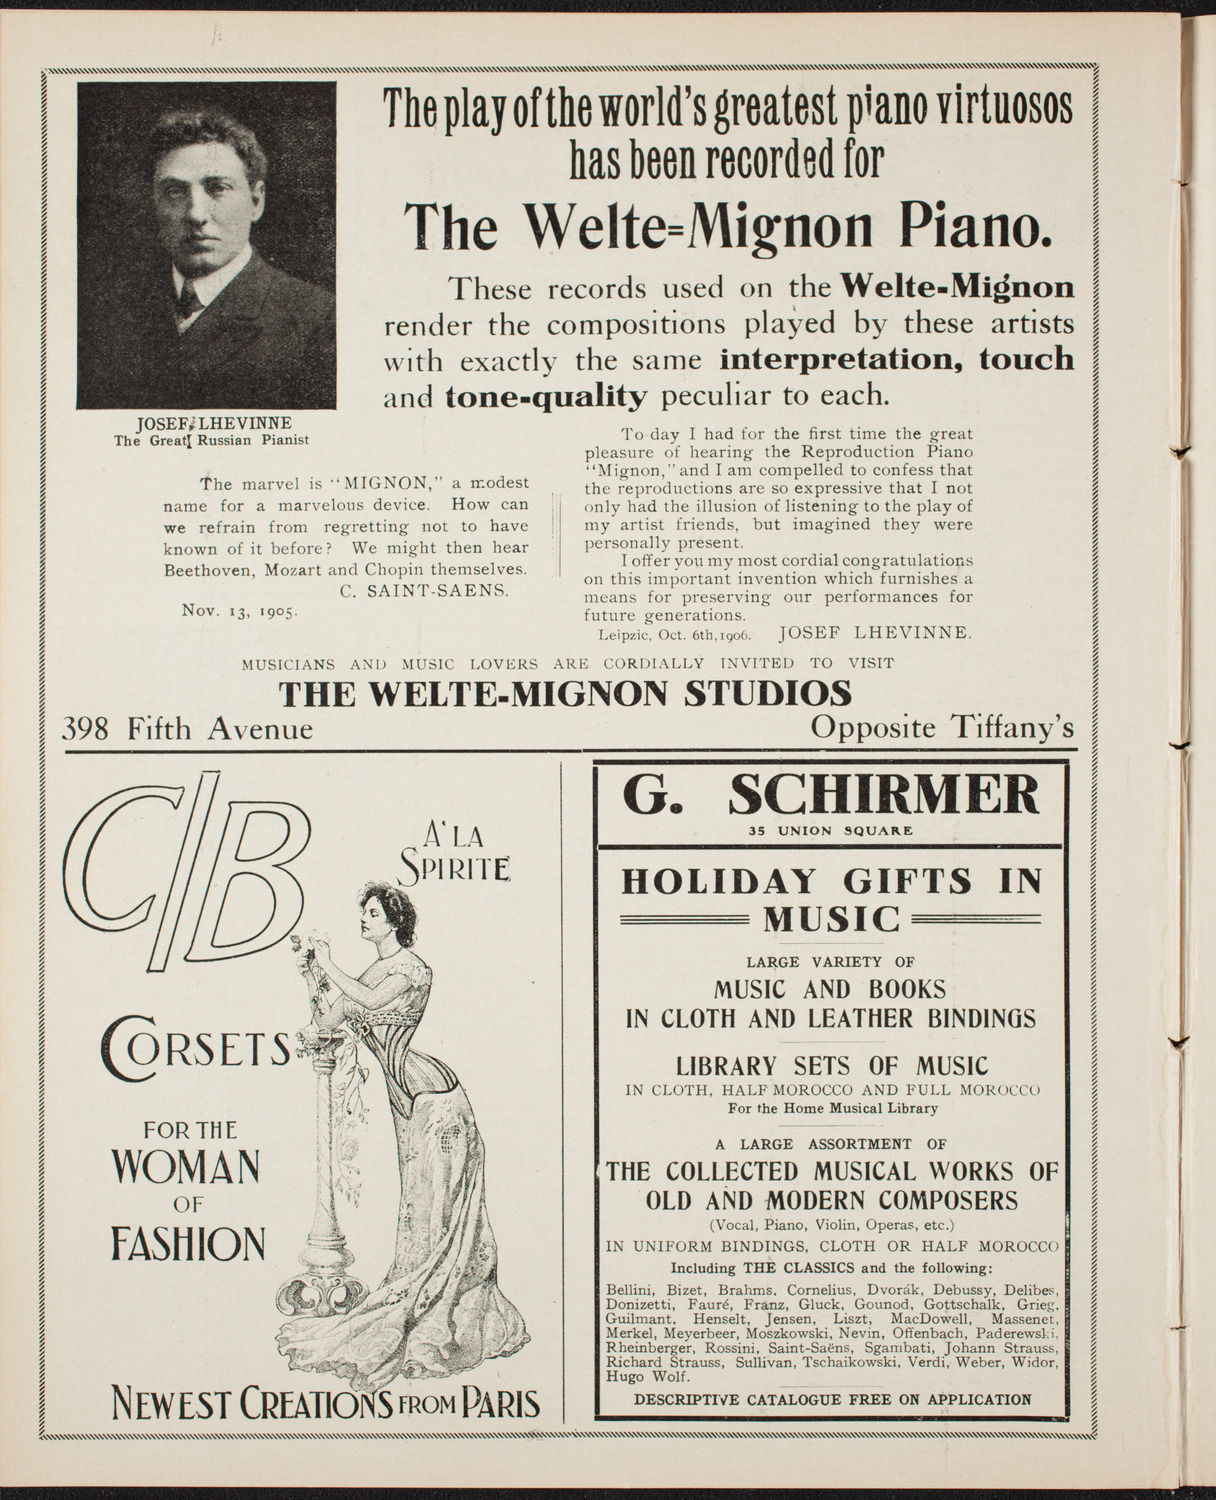 The play of the world's greatest piano virtuosos
has been recorded for
The Welte=Mignon Piano.
These records used on the Welte-Mignon
render the compositions played by these artists
with exactly the same interpretation, touch
and tone-quality peculiar to each.
JOSEF LHEVINNE
The Great Russian Pianist
The marvel is "MIGNON," a modest
name for a marvelous device. How can
we refrain from regretting not to have
known of it before? We might then hear
Beethoven, Mozart and Chopin themselves.
C. SAINT-SAENS.
Nov. 13, 1905.
To-day I had for the first time the great
pleasure of hearing the Reproduction Piano
"Mignon," and I am compelled to confess that
the reproductions are so expressive that I not
only had the illusion of listening to the play of
my artist friends, but imagined they were
personally present.
I offer you my most cordial congratulations
on this important invention which furnishes a
means for preserving our performances for
future generations.
Leipzic, Oct. 6th, 1906. JOSEF LHEVINNE.
MUSICIANS AND MUSIC LOVERS ARE CORDIALLY INVITED TO VISIT
THE WELTE-MIGNON STUDIOS
398 Fifth Avenue Opposite Tiffany's
C/B
A' LA
SPIRITE
CORSETS
FOR THE
WOMAN
OF
FASHION
NEWEST CREATIONS FROM PARIS
G. SCHIRMER
35 UNION SQUARE
HOLIDAY GIFTS IN
MUSIC
LARGE VARIETY OF
MUSIC AND BOOKS
IN CLOTH AND LEATHER BINDINGS
LIBRARY SETS OF MUSIC
IN CLOTH, HALF MOROCCO AND FULL MOROCCO
For the Home Musical Library
A LARGE ASSORTMENT OF
THE COLLECTED MUSICAL WORKS OF
OLD AND MODERN COMPOSERS
(Vocal, Piano, Violin, Operas, etc.)
IN UNIFORM BINDINGS, CLOTH OR HALF MOROCCO
Including THE CLASSICS and the following:
Bellini, Bizet, Brahms, Cornelius, Dvorák, Debussy, Delibes,
Donizetti, Fauré, Franz, Gluck, Gounod, Gottschalk, Grieg,
Guilmant, Henselt, Jensen, Liszt, MacDowell, Massenet,
Merkel, Meyerbeer, Moszkowski, Nevin, Offenbach, Paderewski,
Rheinberger, Rossini, Saint-Saëns, Sgambati, Johann Strauss,
Richard Strauss, Sullivan, Tschaikowski, Verdi, Weber, Widor,
Hugo Wolf.
DESCRIPTIVE CATALOGUE FREE ON APPLICATION